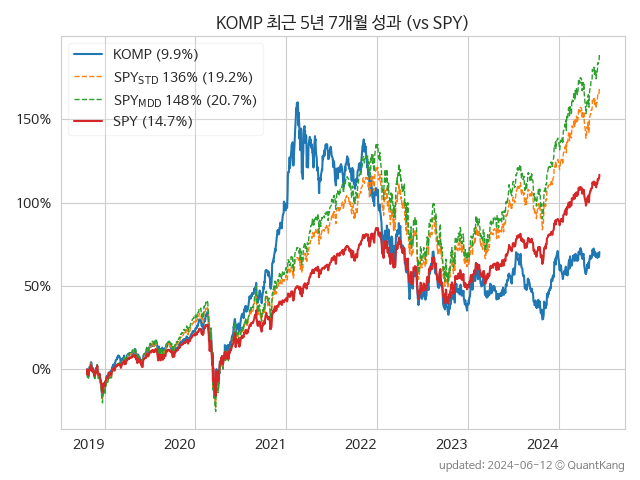 KOMP 최근 5년 7개월 성과 (vs SPY)
KOMP (9.9%)
SPY_STD 136% (19.2%)
SPY_MDD 148% (20.7%)
SPY (14.7%)
150%
100%
50%
0%
2019 2020 2021 2022 2023 2024
updated: 2024-06-12 © QuantKang